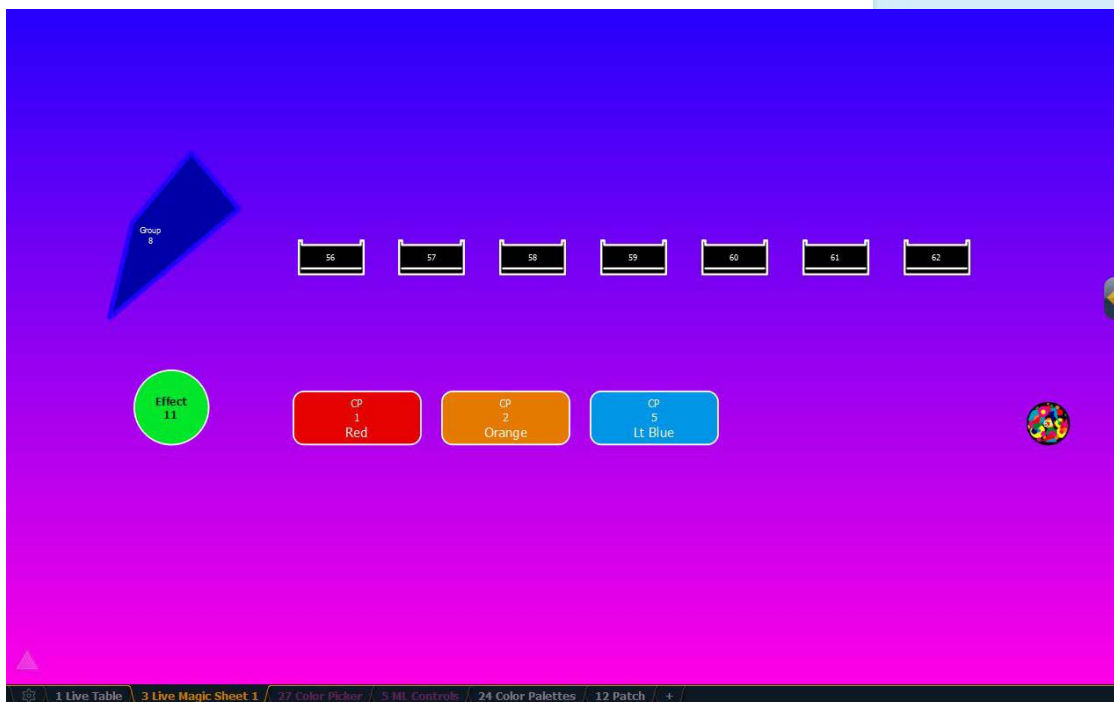 Group
8
56
57
58
59
60
61
62
Effect
11
CP
1
Red
CP
2
Orange
CP
5
Lt Blue
1 Live Table
3 Live Magic Sheet 1
27 Color Picker
5 ML Controls
24 Color Palettes
12 Patch
+